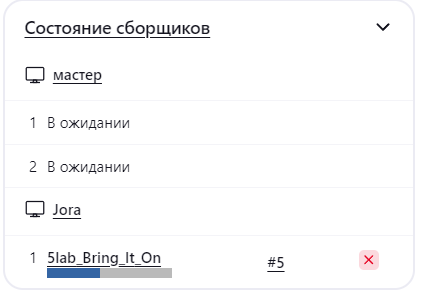 Состояние сборщиков
мастер
1 В ожидании
2 В ожидании
Jora
1 5lab_Bring_It_On #5